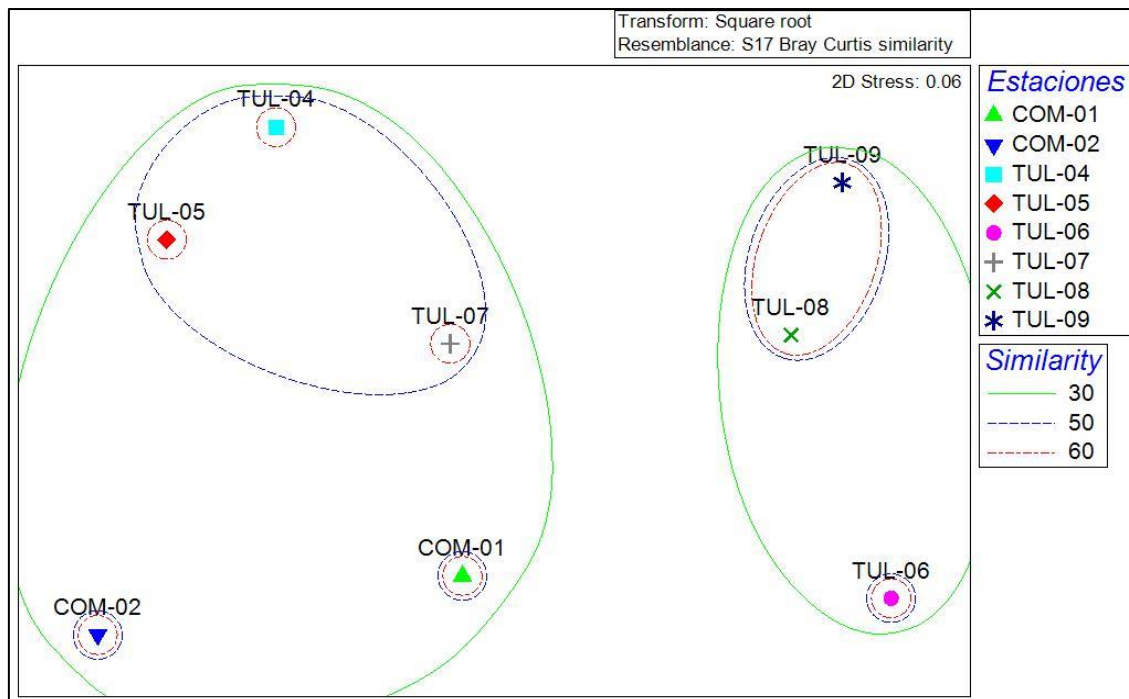 Transform: Square root
Resemblance: S17 Bray Curtis similarity
2D Stress: 0.06
TUL-04
TUL-09
TUL-05
TUL-08
TUL-07
COM-01
TUL-06
COM-02
Estaciones
COM-01
COM-02
TUL-04
TUL-05
TUL-06
TUL-07
TUL-08
TUL-09
Similarity
30
50
60